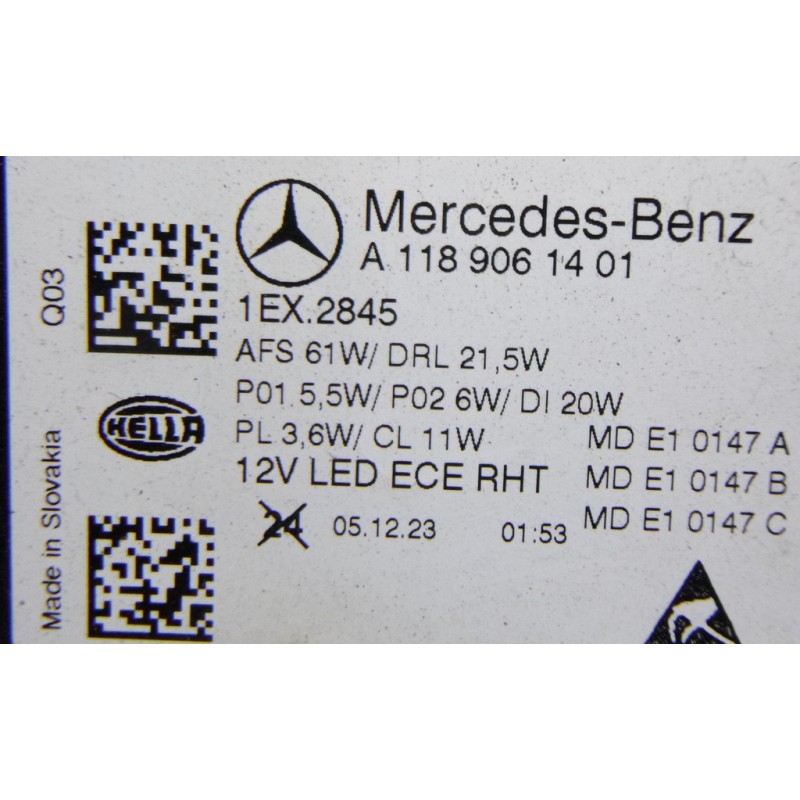 Mercedes-Benz
A 118 906 14 01
Q03
1EX.2845
AFS 61W/ DRL 21,5W
P01 5,5W/ P02 6W/ DI 20W
HELLA
PL 3,6W/ CL 11W MD E1 0147 A
12V LED ECE RHT MD E1 0147 B
24 05.12.23 01:53 MD E1 0147 C
Made in Slovakia